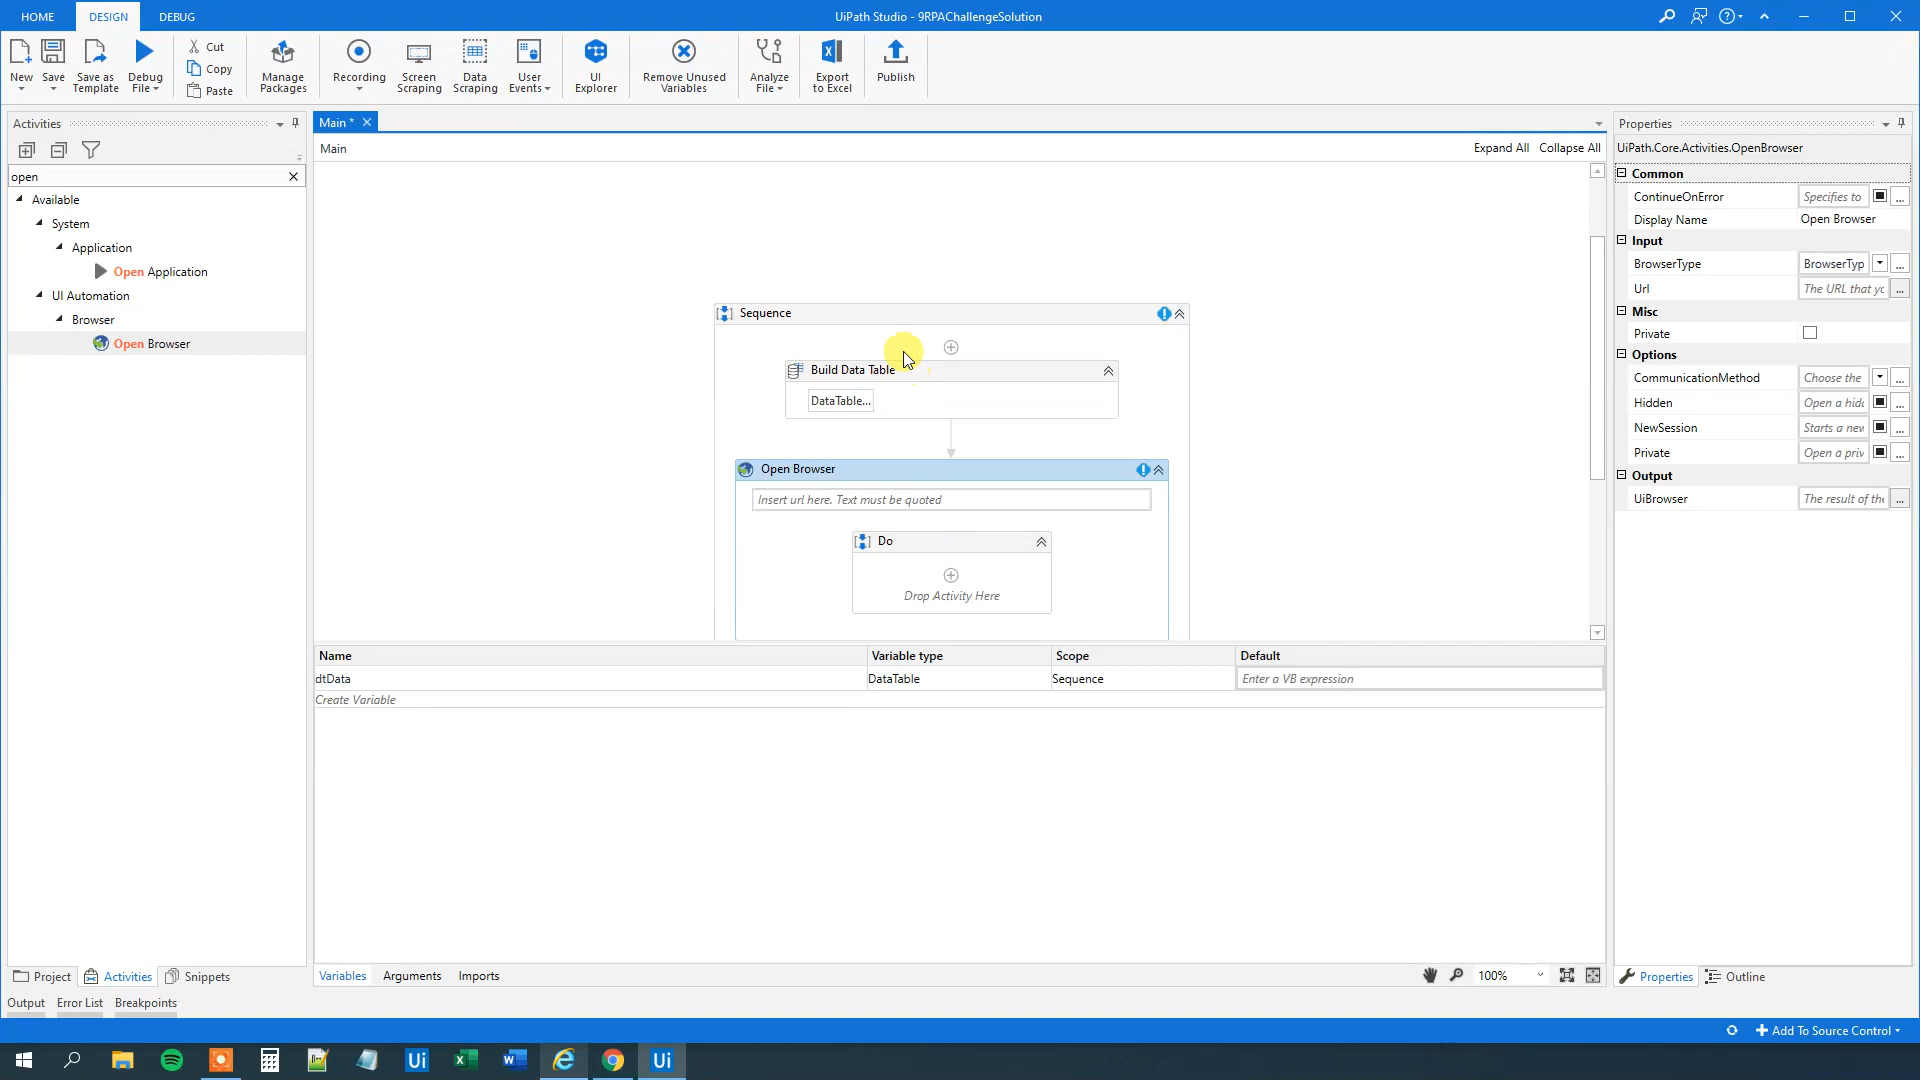 HOME
DESIGN
DEBUG
UiPath Studio - 9RPAChallengeSolution
New
Save
Save as
Template
Debug
File
Cut
Copy
Paste
Manage
Packages
Recording
Screen
Scraping
Data
Scraping
User
Events
UI
Explorer
Remove Unused
Variables
Analyze
File
Export
to Excel
Publish
Activities
open
Available
System
Application
Open Application
UI Automation
Browser
Open Browser
Main *
Main
Expand All
Collapse All
Sequence
Build Data Table
DataTable...
Open Browser
Insert url here. Text must be quoted
Do
Drop Activity Here
Name
Variable type
Scope
Default
dtData
DataTable
Sequence
Enter a VB expression
Create Variable
Variables
Arguments
Imports
100%
Properties
UiPath.Core.Activities.OpenBrowser
Common
ContinueOnError
Specifies to
Display Name
Open Browser
Input
BrowserType
BrowserTyp
Url
The URL that yo
Misc
Private
Options
CommunicationMethod
Choose the
Hidden
Open a hidd
NewSession
Starts a new
Private
Open a priv
Output
UiBrowser
The result of the
Project
Activities
Snippets
Properties
Outline
Output
Error List
Breakpoints
Add To Source Control
Ui
Ui